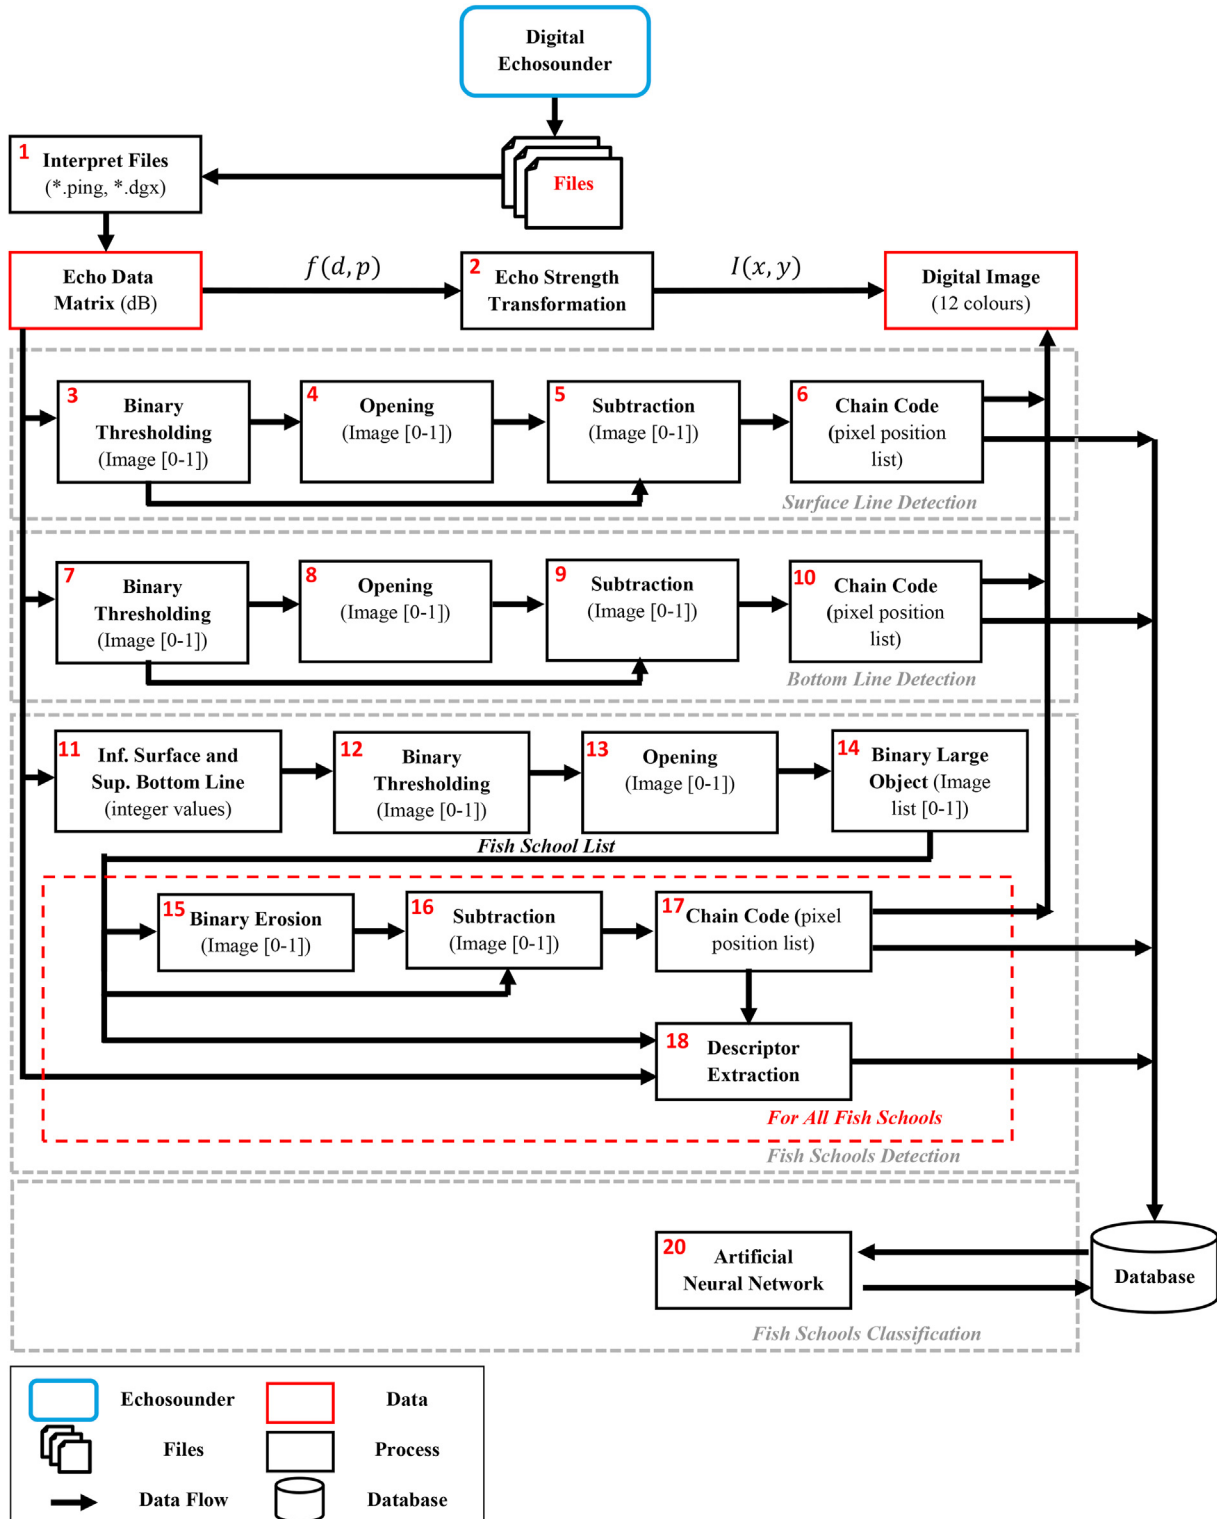 Digital
Echosounder
Files
1
Interpret Files
(*.ping, *.dgx)
Echo Data
Matrix (dB)
f(d, p)
2
Echo Strength
Transformation
I(x, y)
Digital Image
(12 colours)
3
Binary
Thresholding
(Image [0-1])
4
Opening
(Image [0-1])
5
Subtraction
(Image [0-1])
6
Chain Code
(pixel position
list)
Surface Line Detection
7
Binary
Thresholding
(Image [0-1])
8
Opening
(Image [0-1])
9
Subtraction
(Image [0-1])
10
Chain Code
(pixel position
list)
Bottom Line Detection
11
Inf. Surface and
Sup. Bottom Line
(integer values)
12
Binary
Thresholding
(Image [0-1])
13
Opening
(Image [0-1])
14
Binary Large
Object (Image
list [0-1])
Fish School List
15
Binary Erosion
(Image [0-1])
16
Subtraction
(Image [0-1])
17
Chain Code (pixel
position list)
18
Descriptor
Extraction
For All Fish Schools
Fish Schools Detection
20
Artificial
Neural Network
Database
Fish Schools Classification
Echosounder
Data
Files
Process
Data Flow
Database